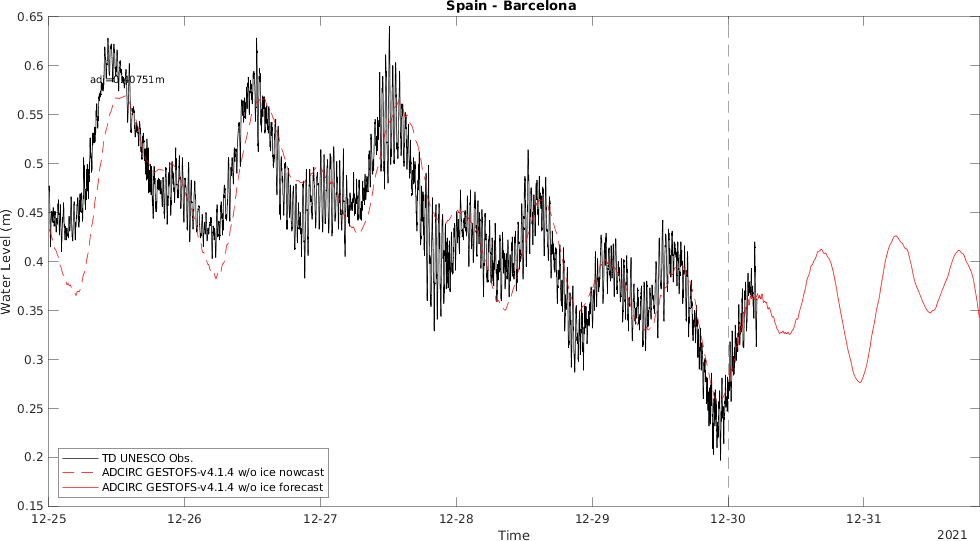 Spain - Barcelona
0.65
0.6
0.55
0.5
0.45
0.4
0.35
0.3
0.25
0.2
0.15
Water Level (m)
TD UNESCO Obs.
ADCIRC GESTOFS-v4.1.4 w/o ice nowcast
ADCIRC GESTOFS-v4.1.4 w/o ice forecast
12-25 12-26 12-27 12-28 12-29 12-30 12-31
Time
2021